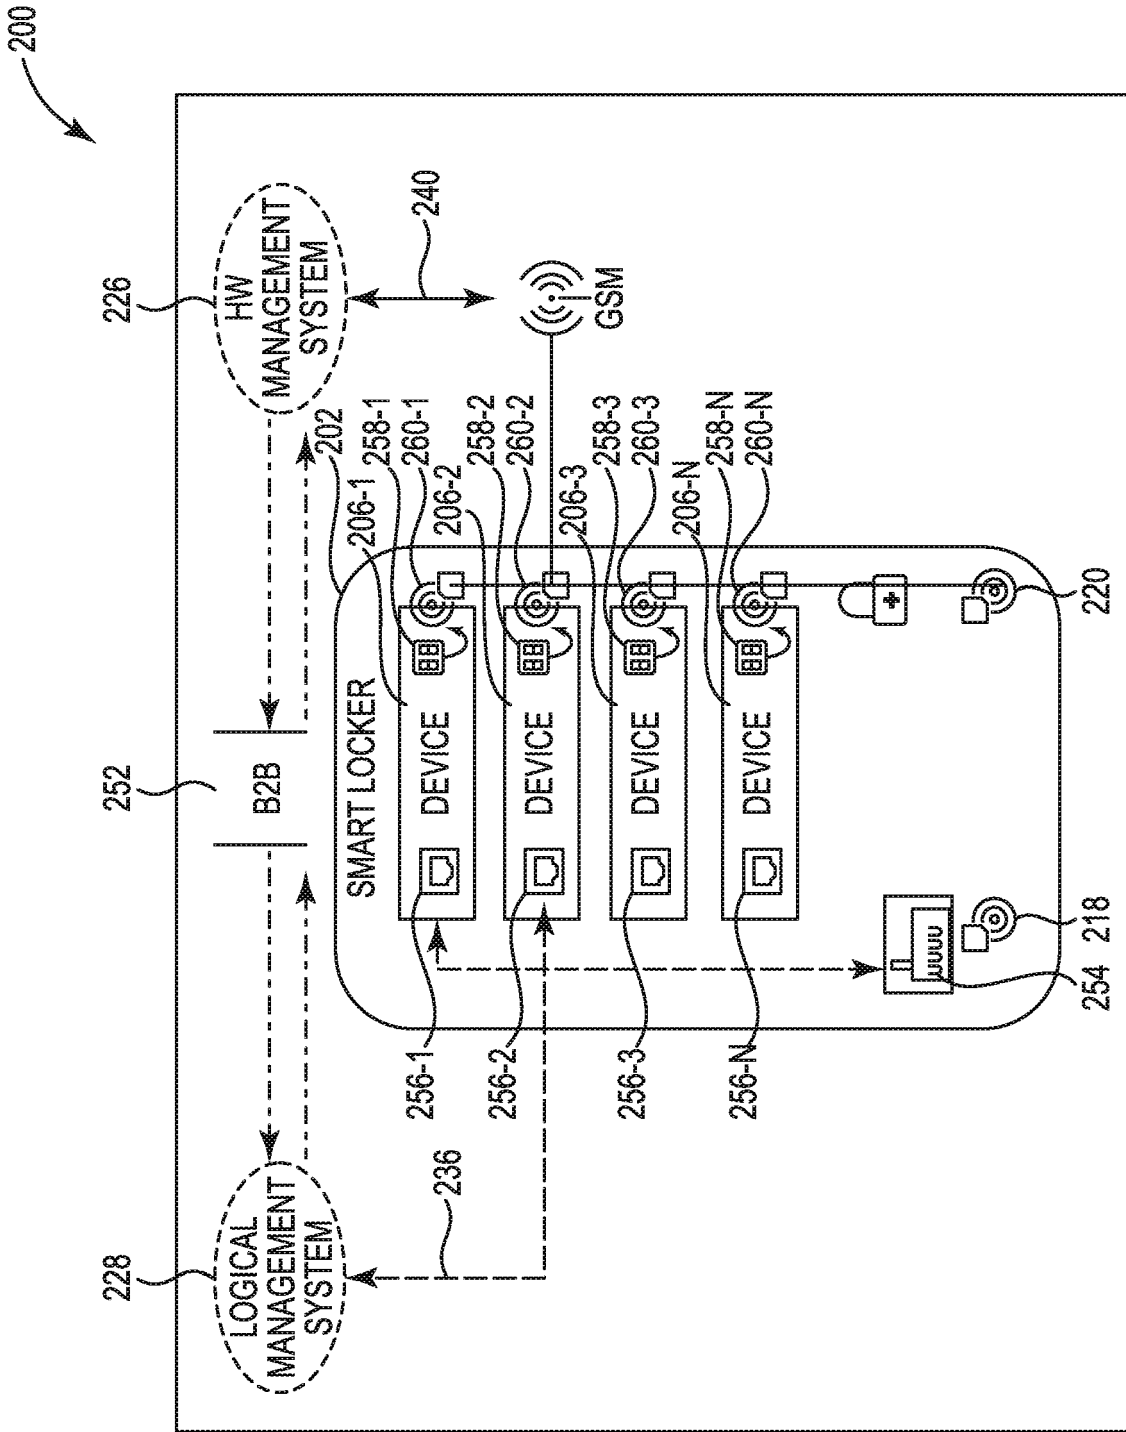 200
228
252
226
LOGICAL
MANAGEMENT
SYSTEM
B2B
HW
MANAGEMENT
SYSTEM
236
240
GSM
202
SMART LOCKER
206-1
258-1
260-1
206-2
258-2
260-2
206-3
258-3
260-3
206-N
258-N
260-N
DEVICE
DEVICE
DEVICE
DEVICE
256-1
256-2
256-3
256-N
254
218
220